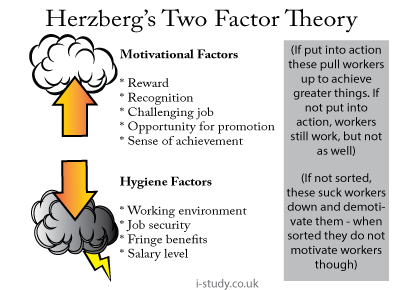 Herzberg's Two Factor Theory
Motivational Factors
* Reward
* Recognition
* Challenging job
* Opportunity for promotion
* Sense of achievement
(If put into action
these pull workers
up to achieve
greater things. If
not put into
action, workers
still work, but not
as well)
Hygiene Factors
* Working environment
* Job security
* Fringe benefits
* Salary level
(If not sorted,
these suck workers
down and demoti-
vate them - when
sorted they do not
motivate workers
though)
i-study.co.uk